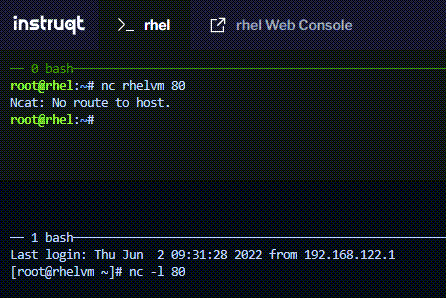 instruqt >_ rhel rhel Web Console
── 0 bash
root@rhel:~# nc rhelvm 80
Ncat: No route to host.
root@rhel:~#
── 1 bash
Last login: Thu Jun  2 09:31:28 2022 from 192.168.122.1
[root@rhelvm ~]# nc -l 80